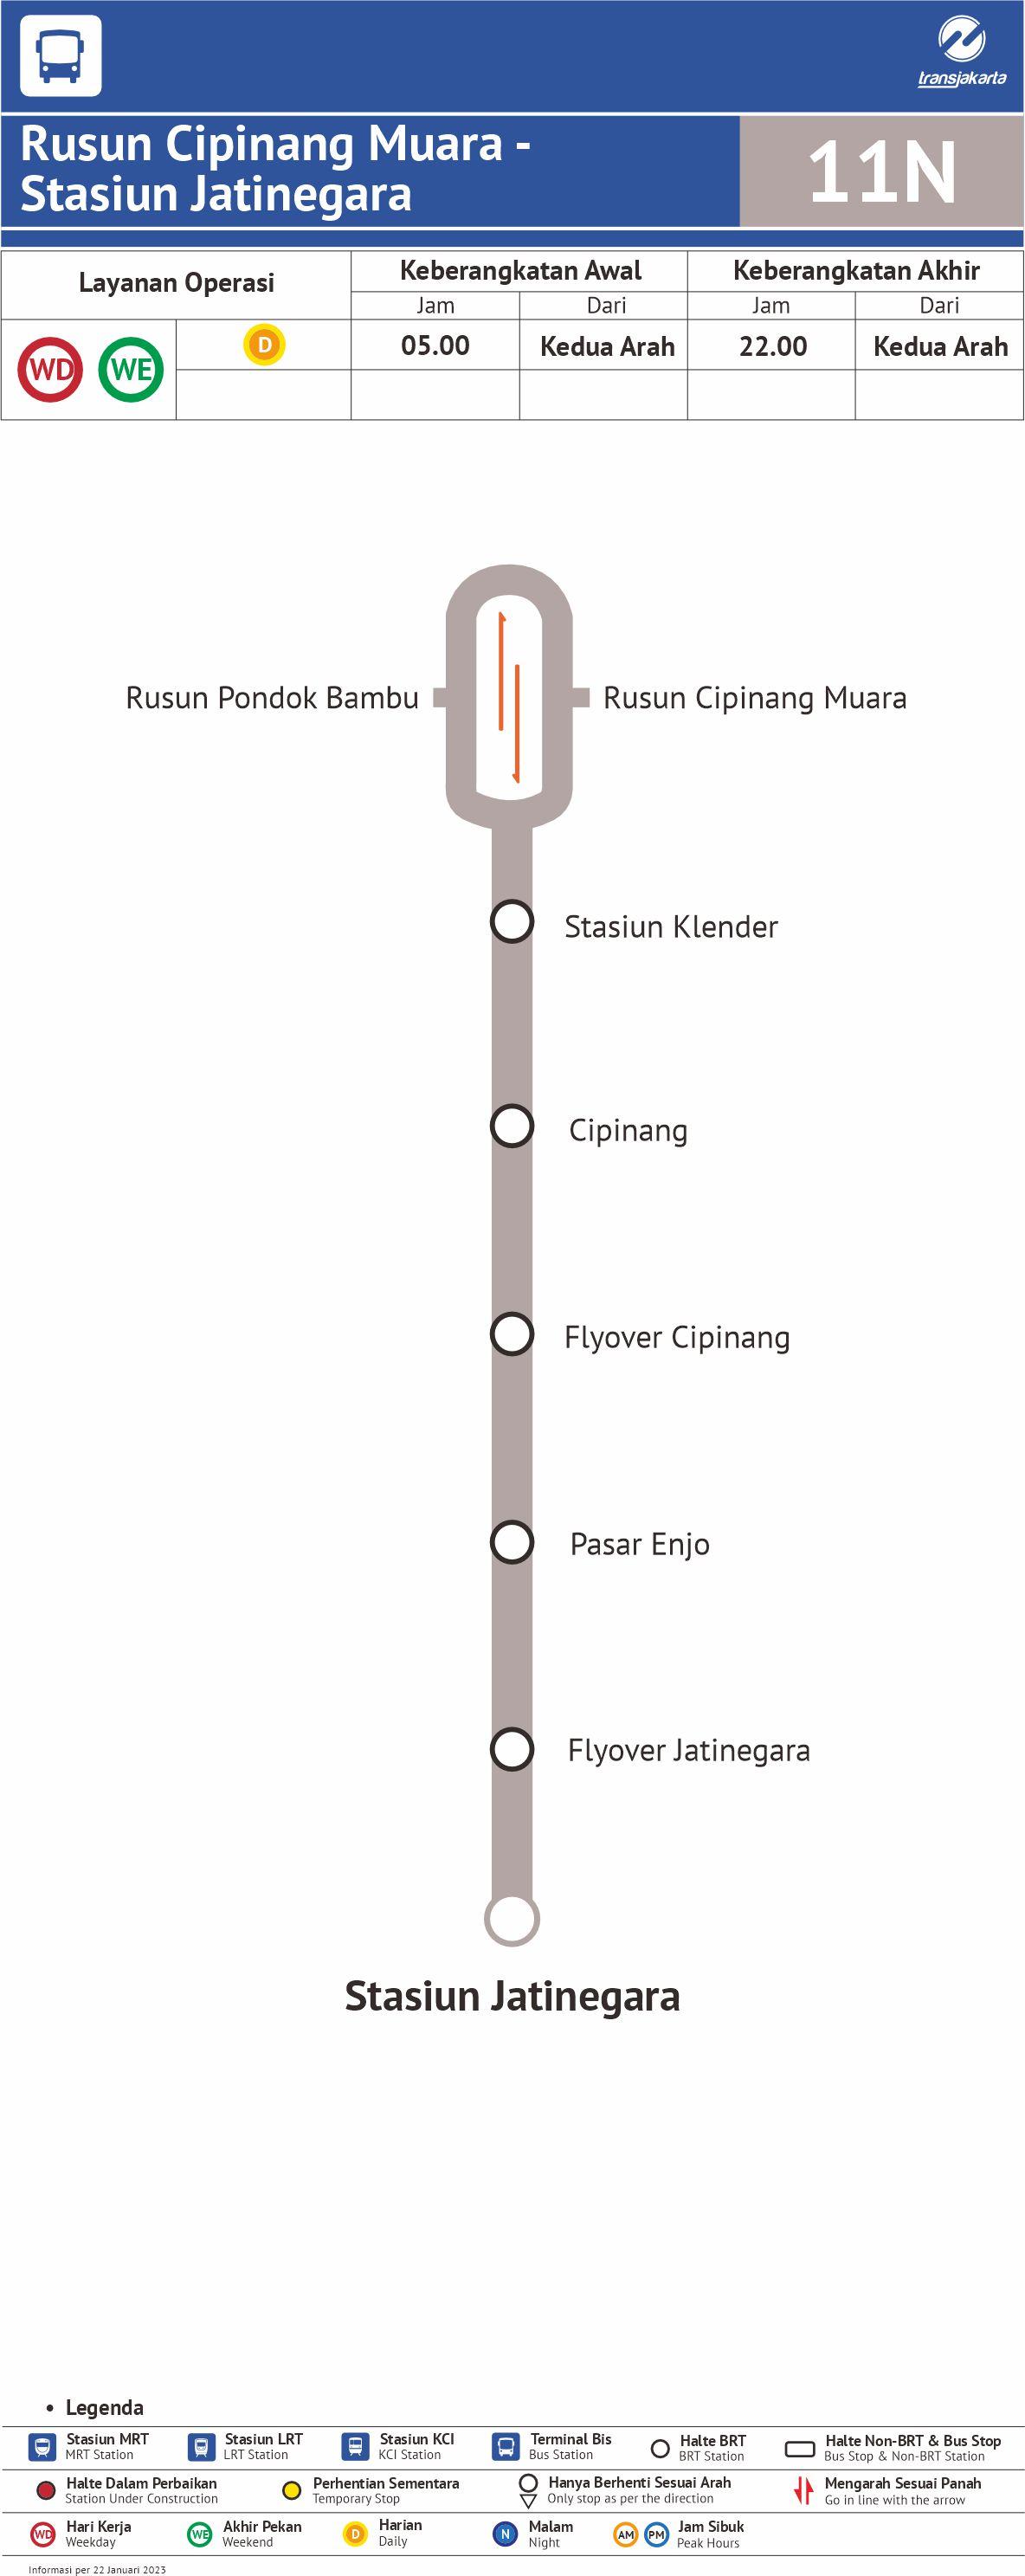 transjakarta
Rusun Cipinang Muara -
Stasiun Jatinegara
11N
Layanan Operasi
Keberangkatan Awal
Keberangkatan Akhir
Jam
Dari
Jam
Dari
WD
WE
D
05.00
Kedua Arah
22.00
Kedua Arah
Rusun Pondok Bambu
Rusun Cipinang Muara
Stasiun Klender
Cipinang
Flyover Cipinang
Pasar Enjo
Flyover Jatinegara
Stasiun Jatinegara
• Legenda
Stasiun MRT
MRT Station
Stasiun LRT
LRT Station
Stasiun KCI
KCI Station
Terminal Bis
Bus Station
Halte BRT
BRT Station
Halte Non-BRT & Bus Stop
Bus Stop & Non-BRT Station
Halte Dalam Perbaikan
Station Under Construction
Perhentian Sementara
Temporary Stop
Hanya Berhenti Sesuai Arah
Only stop as per the direction
Mengarah Sesuai Panah
Go in line with the arrow
WD
Hari Kerja
Weekday
WE
Akhir Pekan
Weekend
D
Harian
Daily
N
Malam
Night
AM
PM
Jam Sibuk
Peak Hours
Informasi per 22 Januari 2023